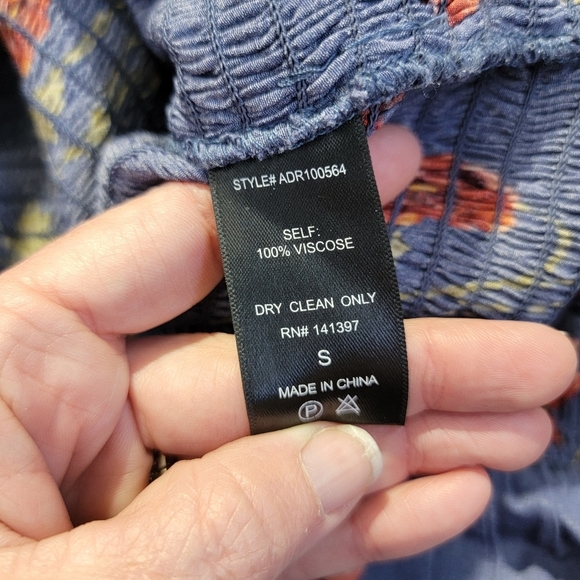 STYLE# ADR100564
SELF:
100% VISCOSE
DRY CLEAN ONLY
RN# 141397
S
MADE IN CHINA
P